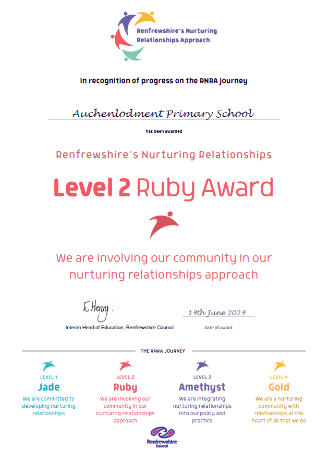 Renfrewshire's Nurturing
Relationships Approach
In recognition of progress on the RNRA journey
Auchenlodment Primary School
has been awarded
Renfrewshire's Nurturing Relationships
Level 2 Ruby Award
We are involving our community in our
nurturing relationships approach
Interim Head of Education, Renfrewshire Council
19th June 2024
date of award
THE RNRA JOURNEY
LEVEL 1
Jade
We are committed to
developing nurturing
relationships
LEVEL 2
Ruby
We are involving our
community in our
nurturing relationships
approach
LEVEL 3
Amethyst
We are integrating
nurturing relationships
into our policy and
practice
LEVEL 4
Gold
We are a nurturing
community with
relationships at the
heart of all that we do
Renfrewshire
Council